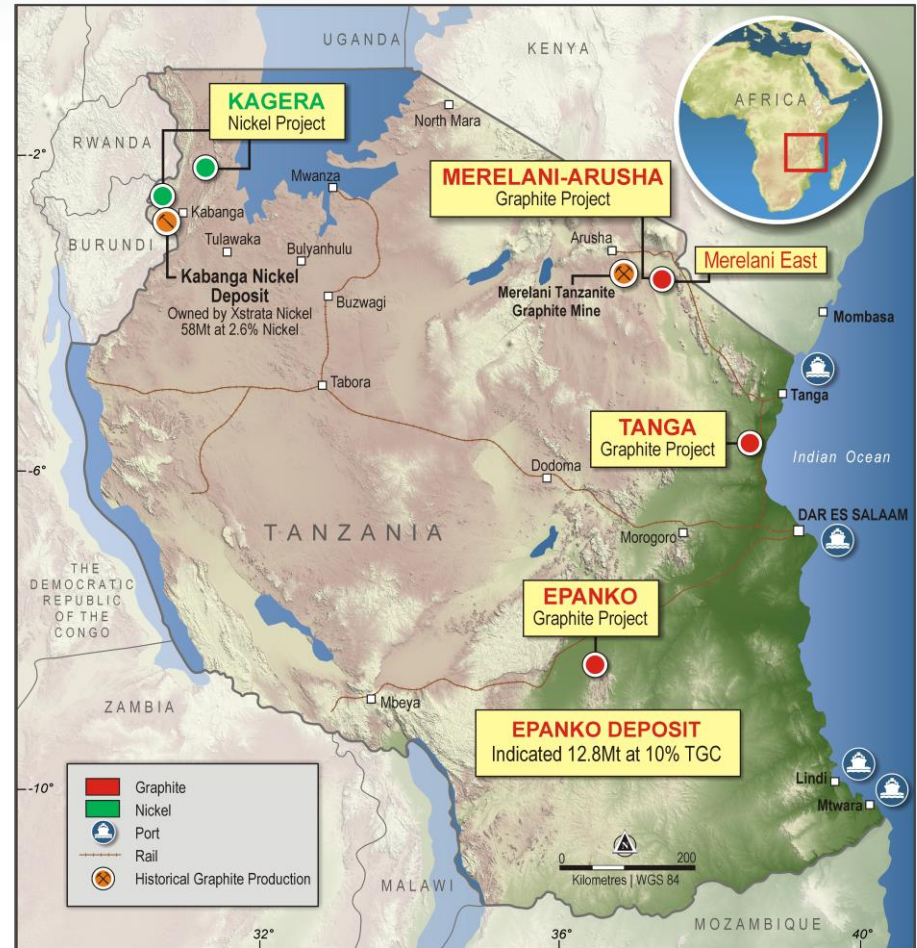 UGANDA
KENYA
AFRICA
KAGERA
Nickel Project
North Mara
RWANDA
-2°
Mwanza
MERELANI-ARUSHA
Graphite Project
Kabanga
BURUNDI
Tulawaka
Bulyanhulu
Arusha
Merelani East
Kabanga Nickel
Deposit
Owned by Xstrata Nickel
58Mt at 2.6% Nickel
Buzwagi
Merelani Tanzanite
Graphite Mine
Mombasa
Tabora
Tanga
TANGA
Graphite Project
-6°
Dodoma
Indian Ocean
TANZANIA
Morogoro
DAR ES SALAAM
THE
DEMOCRATIC
REPUBLIC
OF THE
CONGO
EPANKO
Graphite Project
ZAMBIA
Mbeya
EPANKO DEPOSIT
Indicated 12.8Mt at 10% TGC
-10°
Lindi
Mtwara
Graphite
Nickel
Port
Rail
Historical Graphite Production
0 200
Kilometres | WGS 84
MALAWI
MOZAMBIQUE
32°
36°
40°